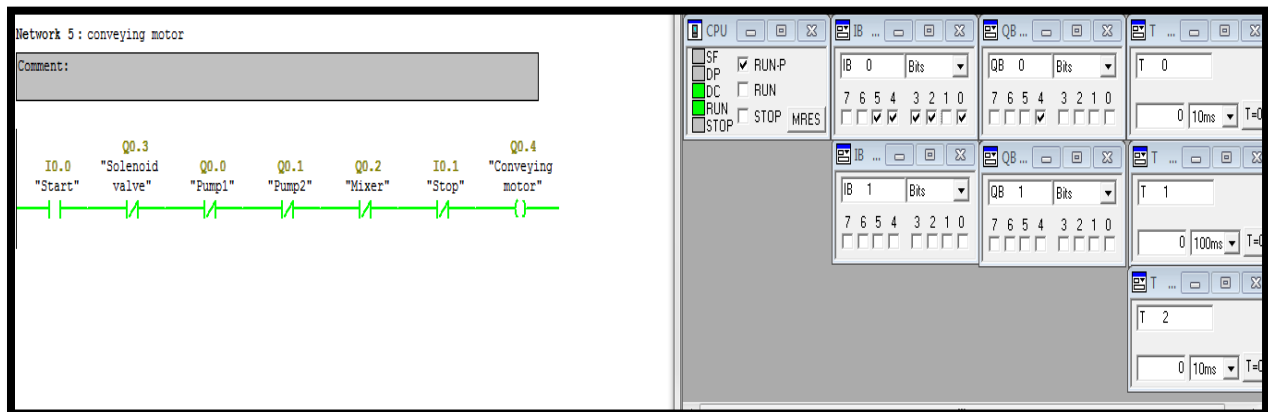 Network 5 : conveying motor
Comment:
Q0.3 Q0.4
I0.0 "Solenoid Q0.0 Q0.1 Q0.2 I0.1 "Conveying
"Start" valve" "Pump1" "Pump2" "Mixer" "Stop" motor"
CPU
SF
DP
DC
RUN
STOP
RUN-P
RUN
STOP
MRES
IB ...
IB 0 Bits
7 6 5 4 3 2 1 0
QB ...
QB 0 Bits
7 6 5 4 3 2 1 0
T ...
T 0
0 10ms T=0
IB ...
IB 1 Bits
7 6 5 4 3 2 1 0
QB ...
QB 1 Bits
7 6 5 4 3 2 1 0
T ...
T 1
0 100ms T=0
T ...
T 2
0 10ms T=0